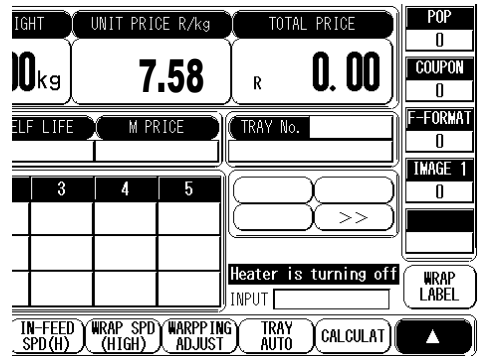 IGHT UNIT PRICE R/kg TOTAL PRICE POP
0
0kg 7.58 R 0.00 COUPON
0
ELF LIFE M PRICE TRAY No. F-FORMAT
0
IMAGE 1
0
3 4 5
>>
Heater is turning off
INPUT
WRAP
LABEL
IN-FEED
SPD(H)
WRAP SPD
(HIGH)
WARPPING
ADJUST
TRAY
AUTO
CALCULAT
▲